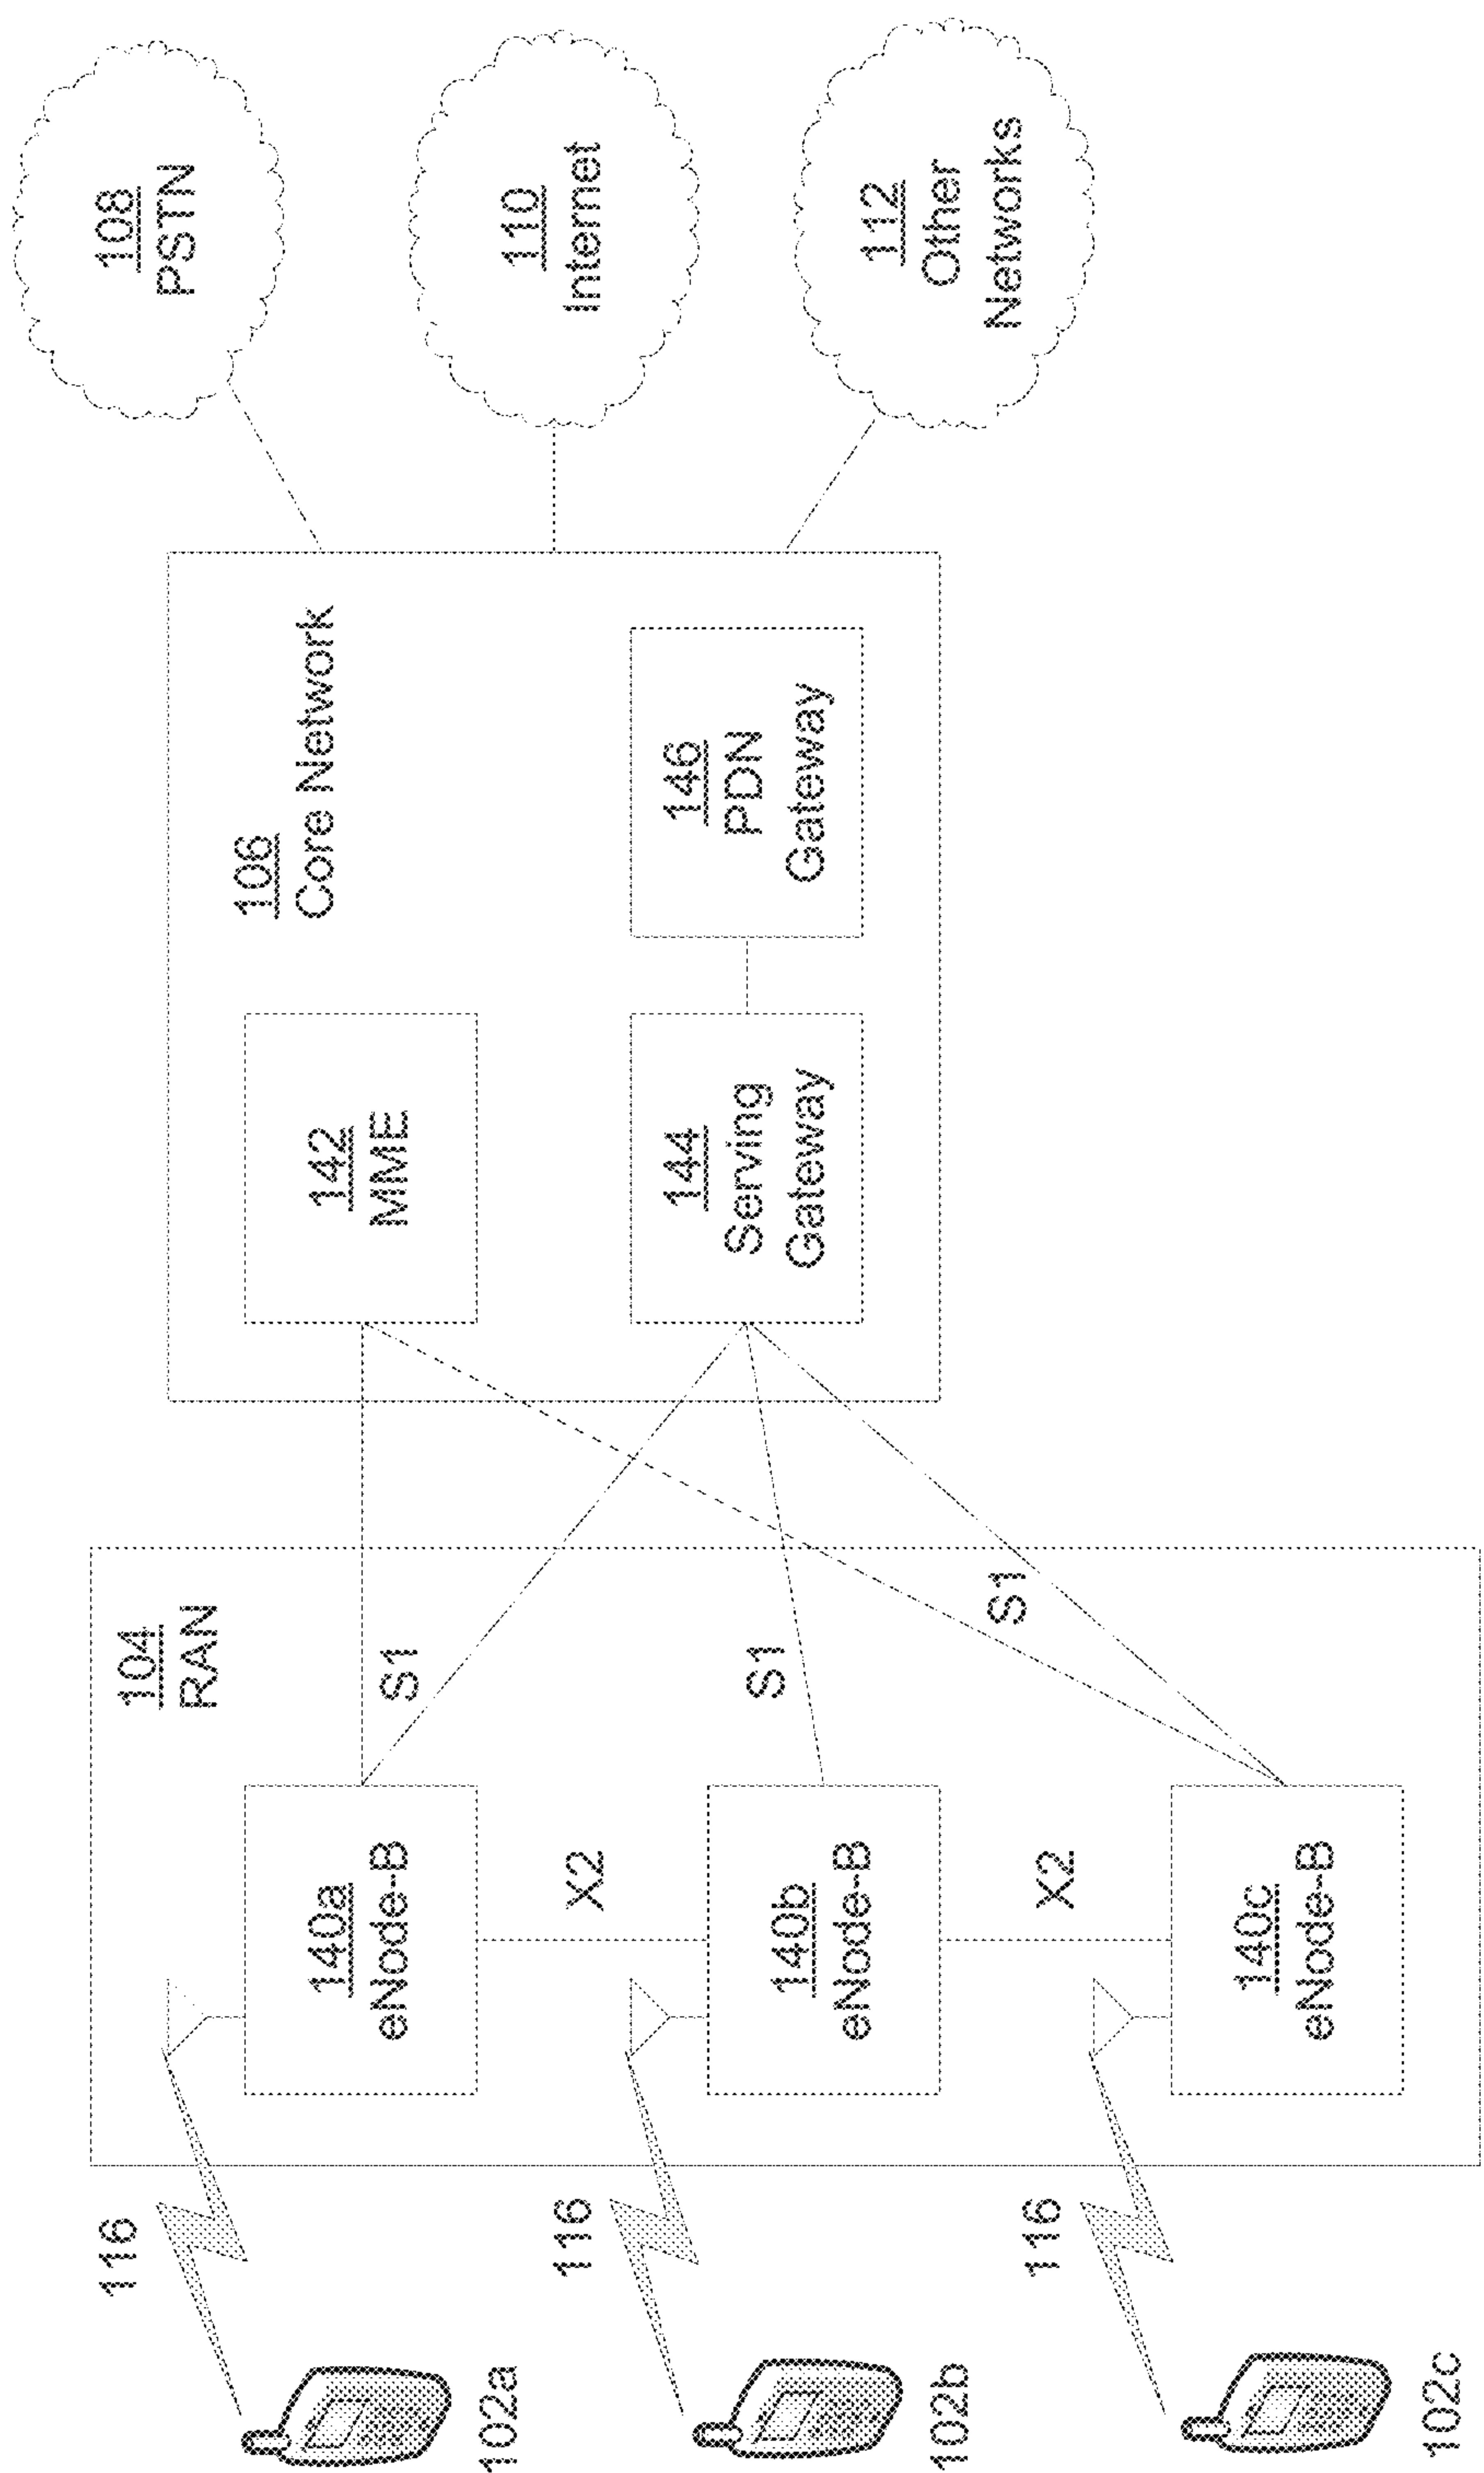 116
102a
116
102b
116
102c
104
RAN
140a
eNode-B
X2
140b
eNode-B
X2
140c
eNode-B
S1
S1
S1
106
Core Network
142
MME
144
Serving
Gateway
146
PDN
Gateway
108
PSTN
110
Internet
112
Other
Networks